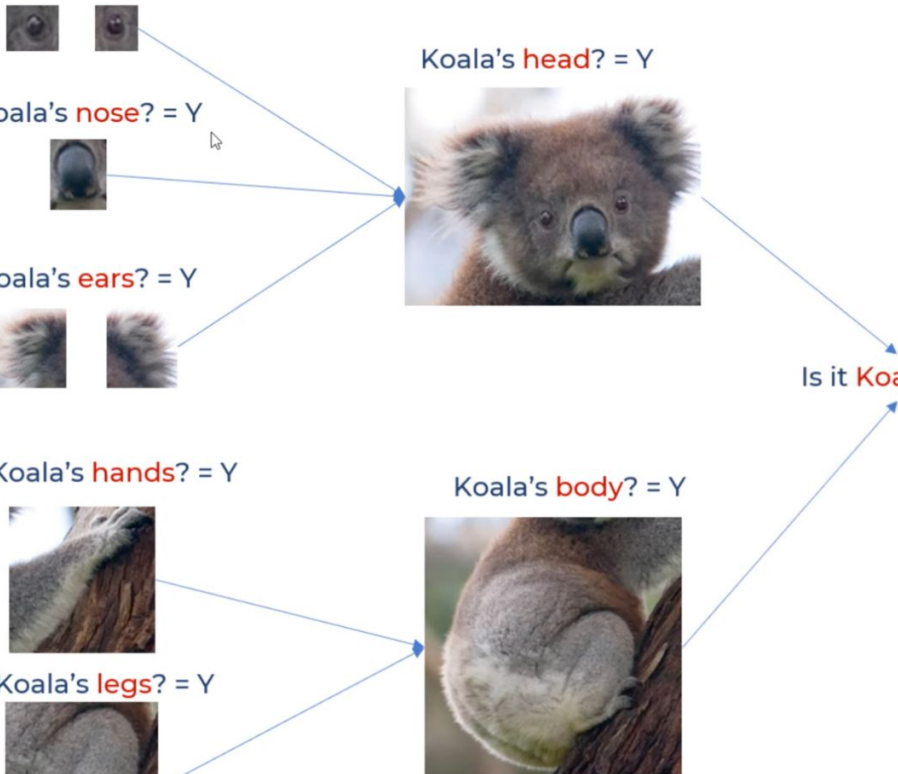 Koala's head? = Y
oala's nose? = Y
oala's ears? = Y
Koala's hands? = Y
Koala's body? = Y
Koala's legs? = Y
Is it Koa